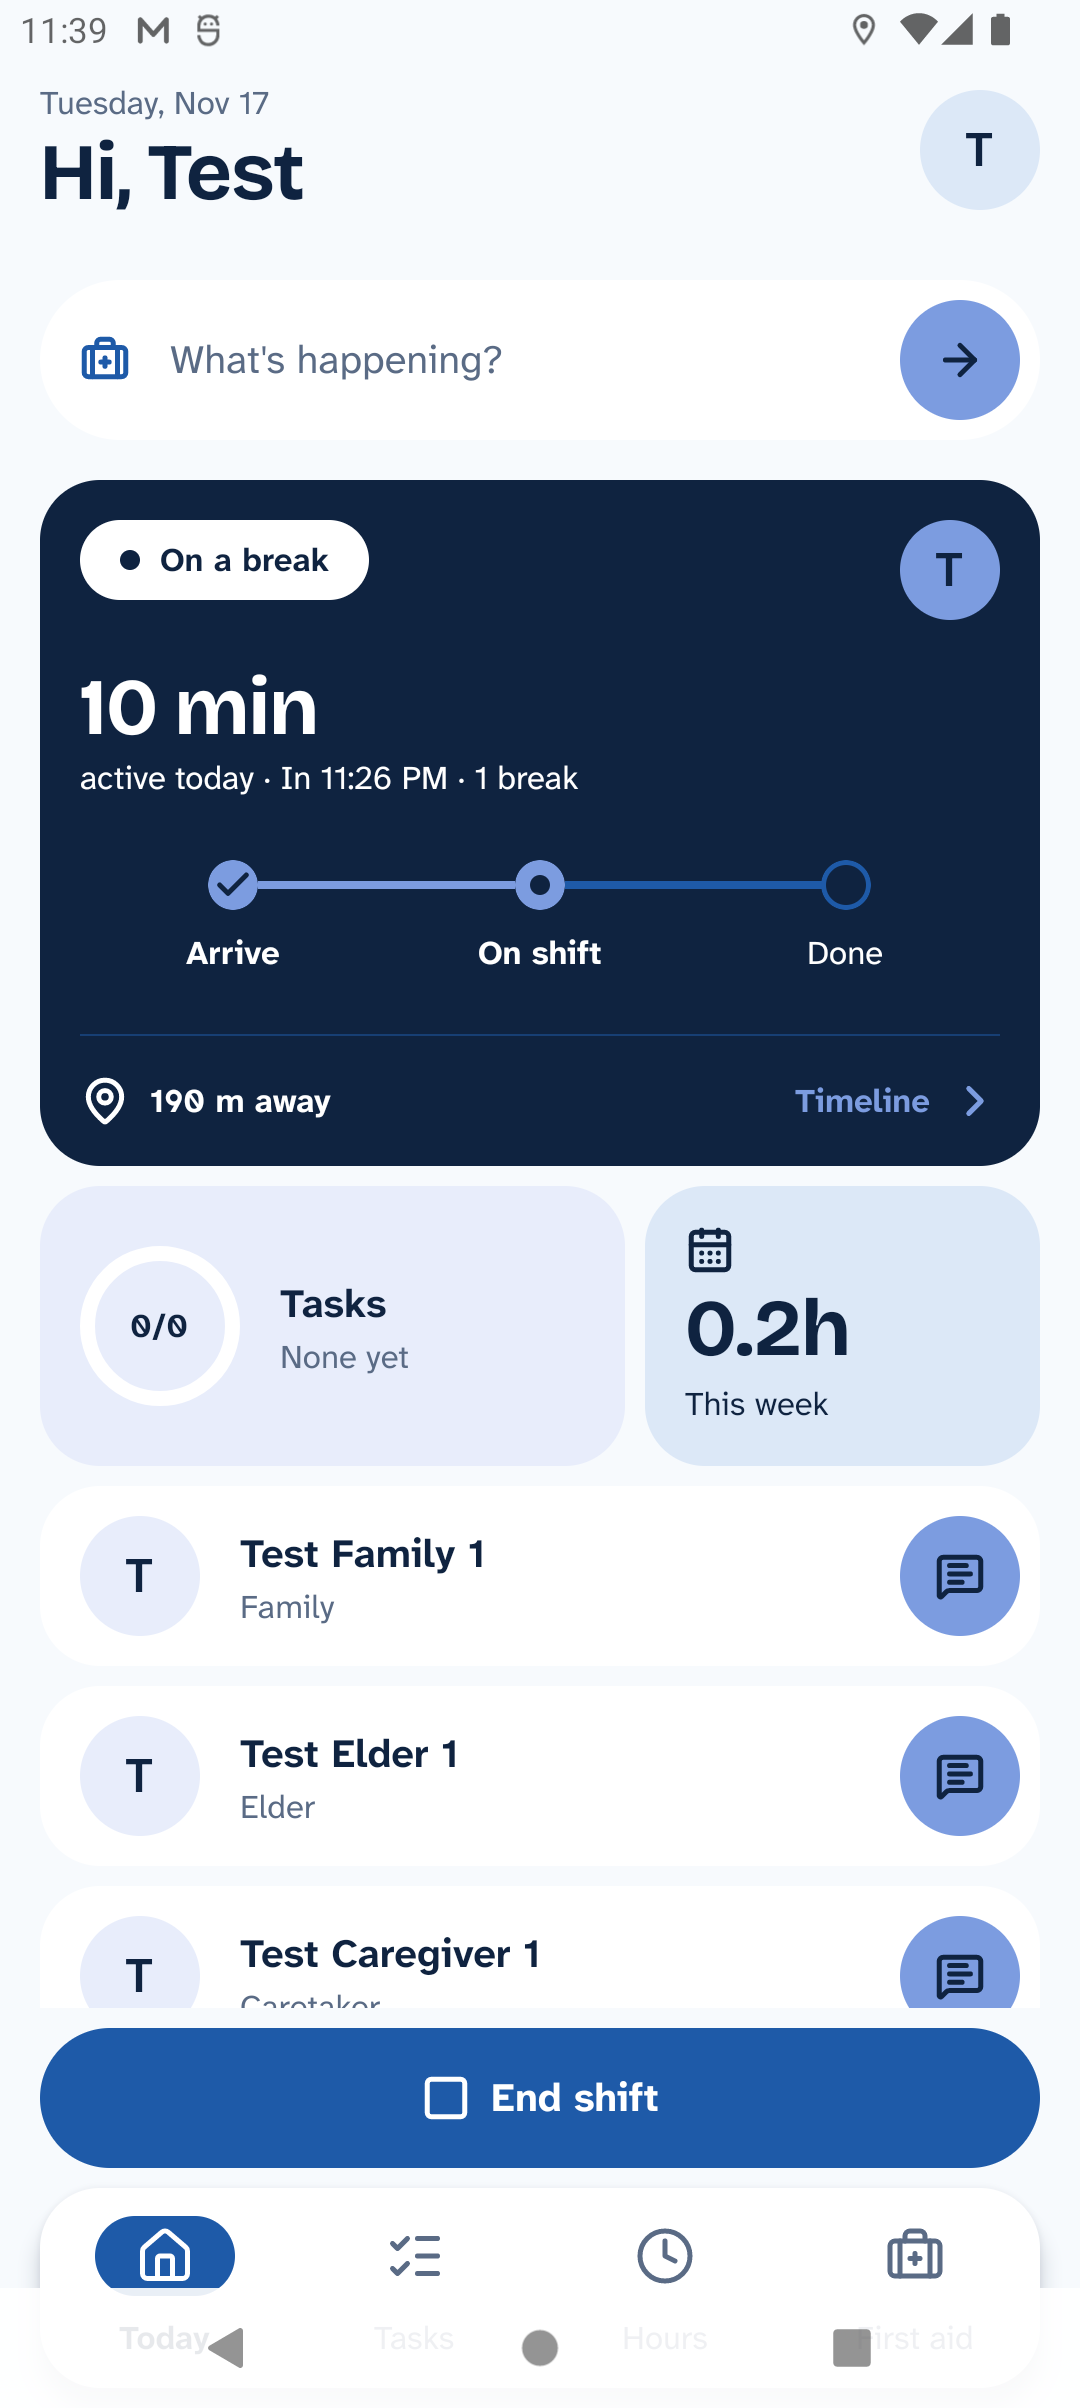 11:39
Tuesday, Nov 17
Hi, Test
T
What's happening?
On a break
T
10 min
active today · In 11:26 PM · 1 break
Arrive
On shift
Done
190 m away
Timeline
0/0
Tasks
None yet
0.2h
This week
T
Test Family 1
Family
T
Test Elder 1
Elder
T
Test Caregiver 1
Caretaker
End shift
Today
Tasks
Hours
First aid